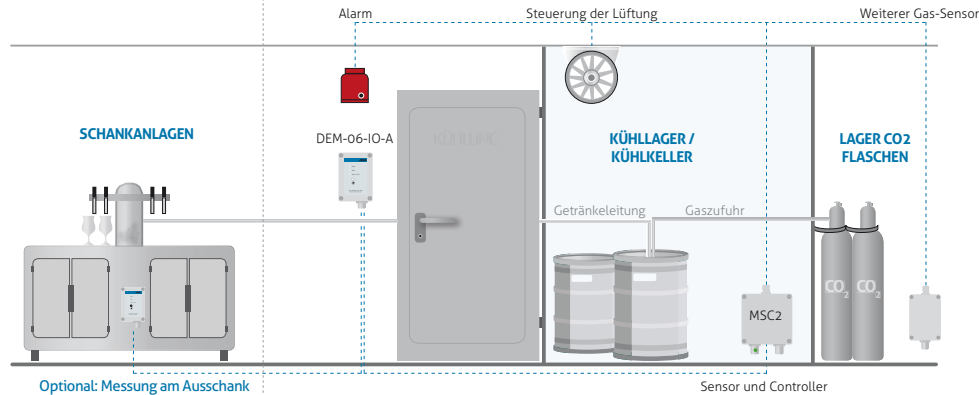 Alarm
Steuerung der Lüftung
Weiterer Gas-Sensor
SCHANKANLAGEN
DEM-06-IO-A
KÜHLUNG
KÜHLLAGER /
KÜHLKELLER
LAGER CO2
FLASCHEN
Getränkeleitung
Gaszufuhr
CO2
CO2
MSC2
Optional: Messung am Ausschank
Sensor und Controller